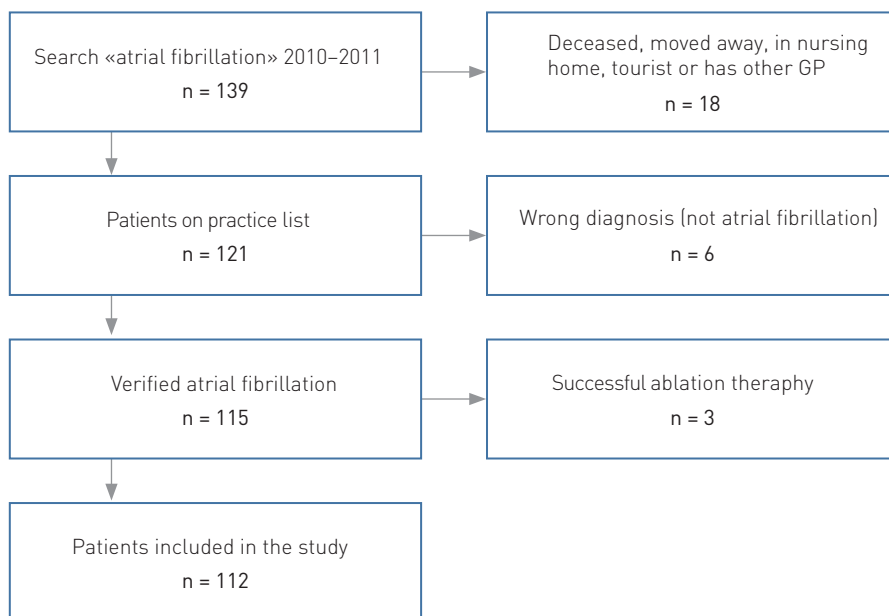 Search «atrial fibrillation» 2010–2011
n = 139
Deceased, moved away, in nursing
home, tourist or has other GP
n = 18
Patients on practice list
n = 121
Wrong diagnosis (not atrial fibrillation)
n = 6
Verified atrial fibrillation
n = 115
Successful ablation theraphy
n = 3
Patients included in the study
n = 112